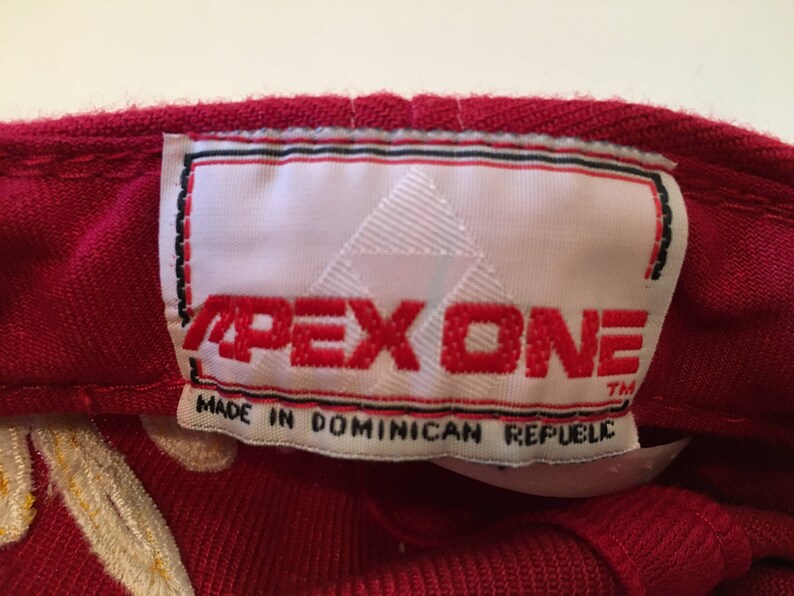 APEX ONE
TM
MADE IN DOMINICAN REPUBLIC